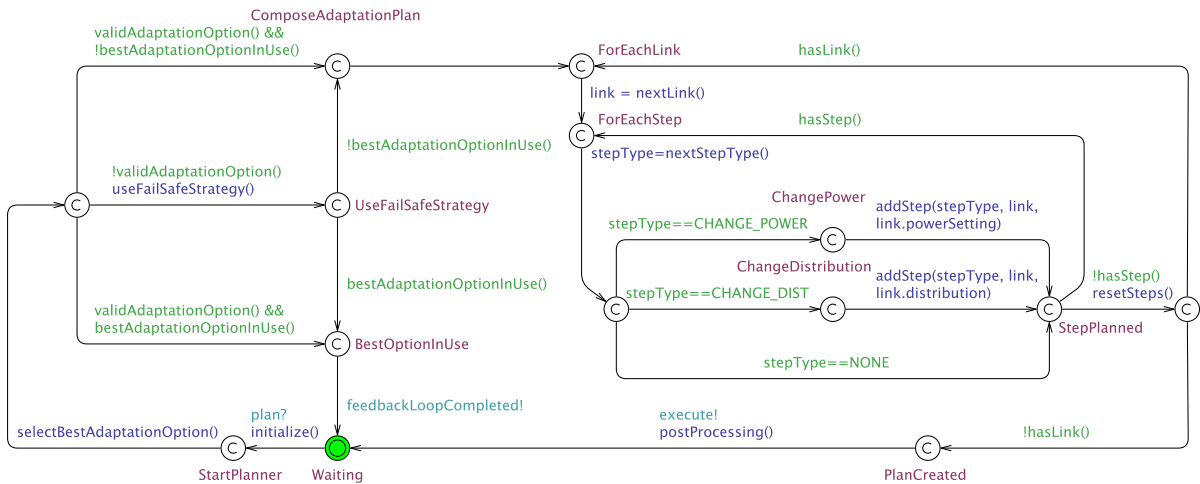 ComposeAdaptationPlan
validAdaptationOption() &&
!bestAdaptationOptionInUse()
ForEachLink
hasLink()
link = nextLink()
ForEachStep
hasStep()
stepType=nextStepType()
!bestAdaptationOptionInUse()
!validAdaptationOption()
useFailSafeStrategy()
UseFailSafeStrategy
ChangePower
addStep(stepType, link,
link.powerSetting)
stepType==CHANGE_POWER
ChangeDistribution
addStep(stepType, link,
link.distribution)
stepType==CHANGE_DIST
!hasStep()
resetSteps()
StepPlanned
bestAdaptationOptionInUse()
validAdaptationOption() &&
bestAdaptationOptionInUse()
BestOptionInUse
stepType==NONE
feedbackLoopCompleted!
plan?
initialize()
selectBestAdaptationOption()
execute!
postProcessing()
!hasLink()
StartPlanner
Waiting
PlanCreated
C
C
C
C
C
C
C
C
C
C
C
C
C